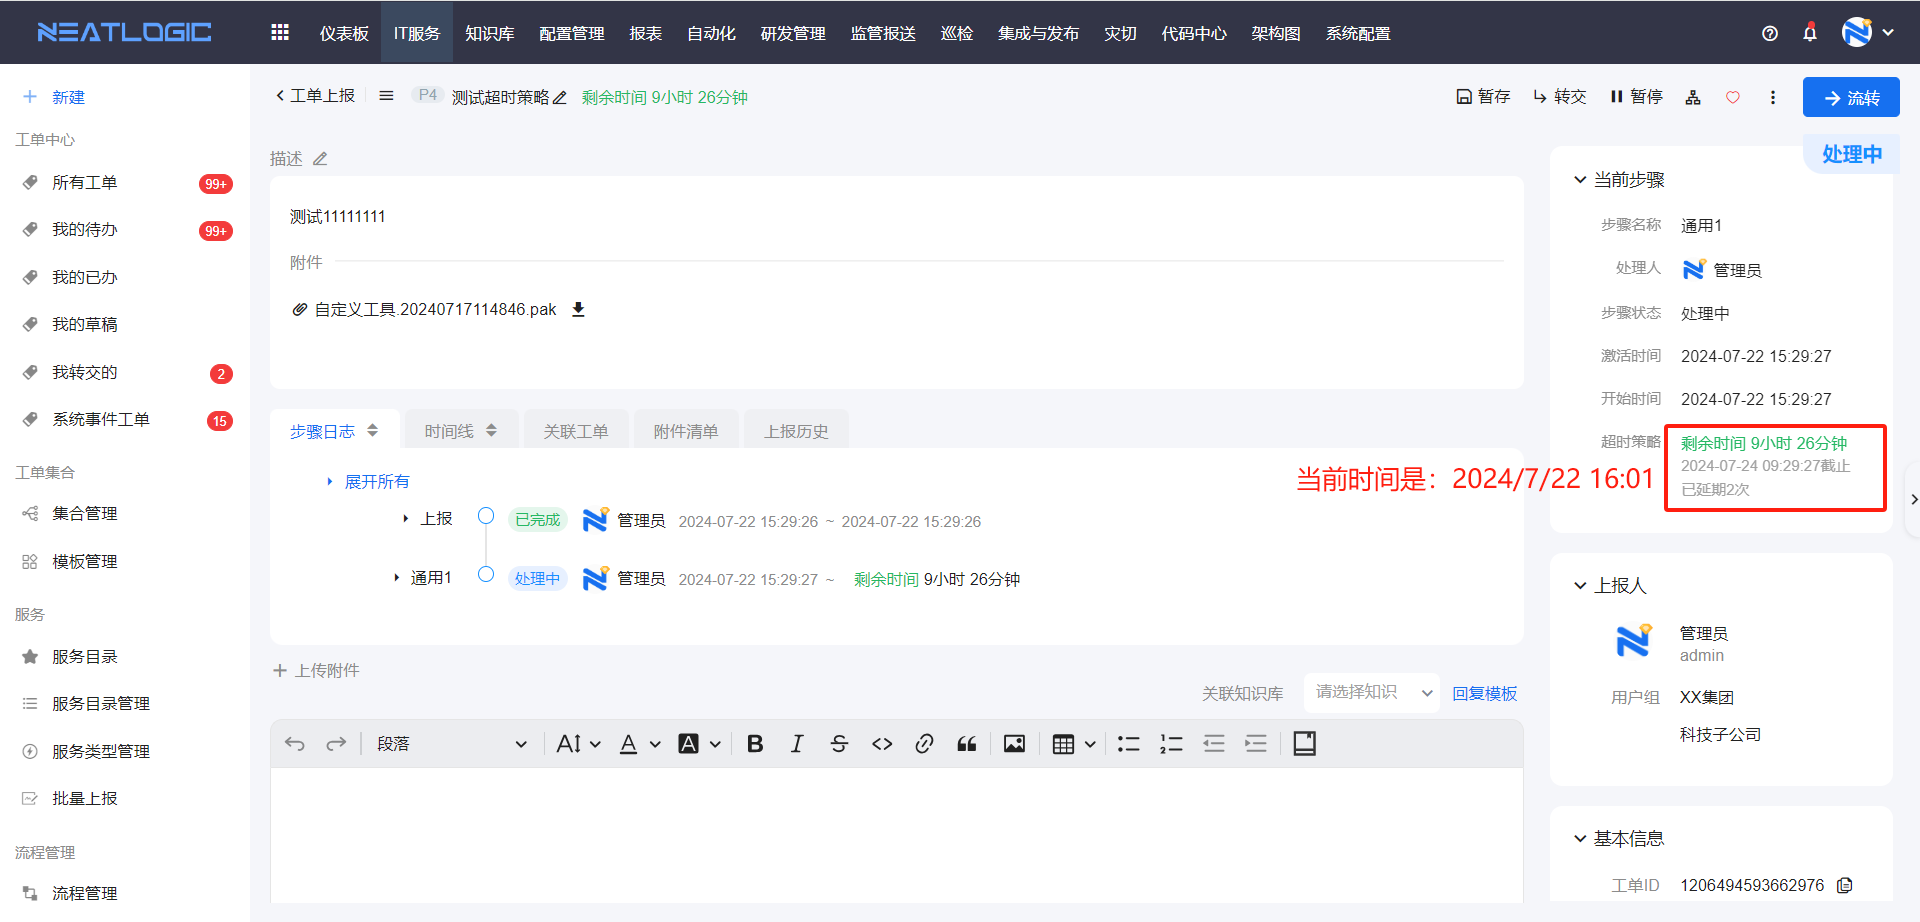 NEATLOGIC
仪表板 IT服务 知识库 配置管理 报表 自动化 研发管理 监管报送 巡检 集成与发布 灾切 代码中心 架构图 系统配置
新建
工单中心
所有工单 99+
我的待办 99+
我的已办
我的草稿
我转交的 2
系统事件工单 15
工单集合
集合管理
模板管理
服务
服务目录
服务目录管理
服务类型管理
批量上报
流程管理
流程管理
工单上报 P4 测试超时策略 剩余时间 9小时 26分钟
暂存 转交 暂停 流转
处理中
描述
测试11111111
附件
自定义工具.20240717114846.pak
步骤日志 时间线 关联工单 附件清单 上报历史
展开所有
上报 已完成 管理员 2024-07-22 15:29:26 ~ 2024-07-22 15:29:26
通用1 处理中 管理员 2024-07-22 15:29:27 ~ 剩余时间 9小时 26分钟
当前时间是：2024/7/22 16:01
上传附件
关联知识库 请选择知识 回复模板
段落
当前步骤
步骤名称 通用1
处理人 管理员
步骤状态 处理中
激活时间 2024-07-22 15:29:27
开始时间 2024-07-22 15:29:27
超时策略 剩余时间 9小时 26分钟
2024-07-24 09:29:27截止
已延期2次
上报人
管理员
admin
用户组 XX集团
科技子公司
基本信息
工单ID 1206494593662976